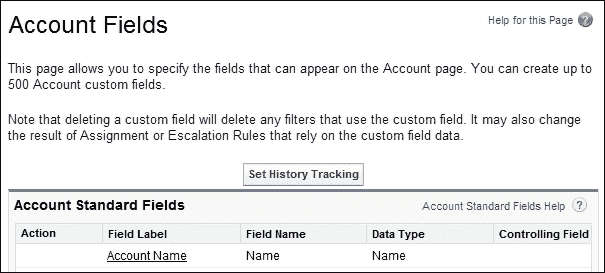 Account Fields
Help for this Page
This page allows you to specify the fields that can appear on the Account page. You can create up to
500 Account custom fields.
Note that deleting a custom field will delete any filters that use the custom field. It may also change
the result of Assignment or Escalation Rules that rely on the custom field data.
Set History Tracking
Account Standard Fields
Account Standard Fields Help
Action Field Label Field Name Data Type Controlling Field
Account Name Name Name